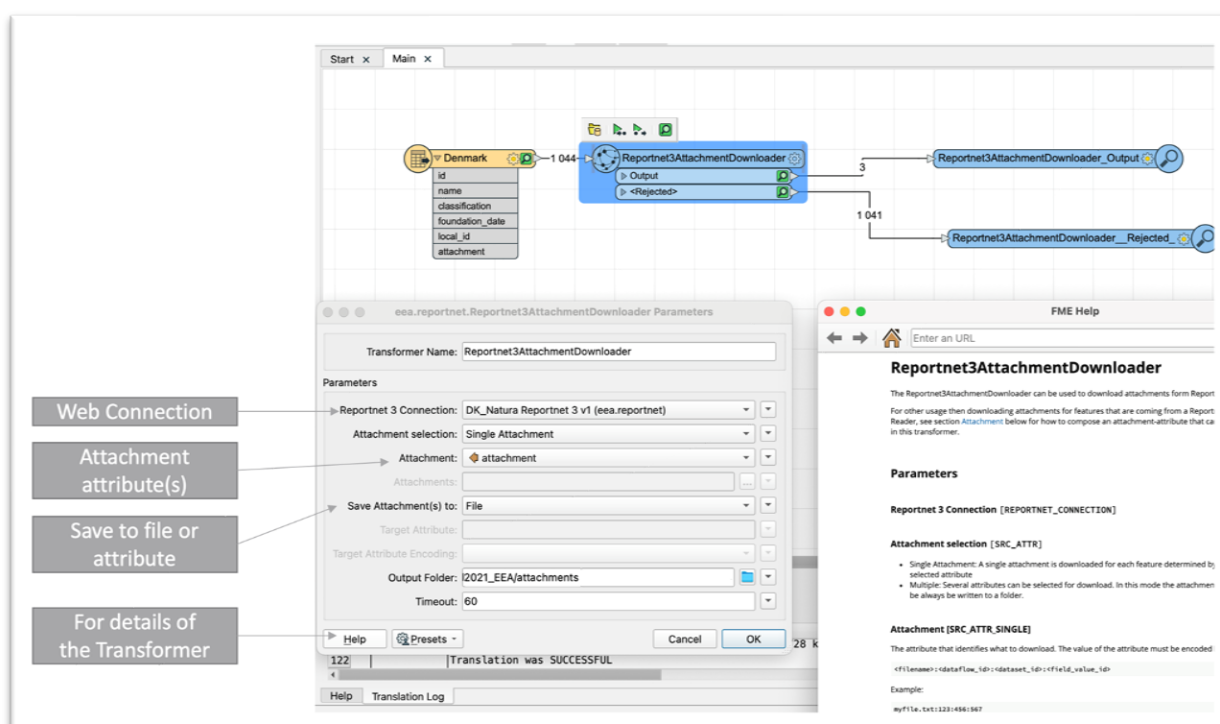 Start x Main x
Denmark
id
name
classification
foundation_date
local_id
attachment
1 044
Reportnet3AttachmentDownloader
Output
<Rejected>
3
1 041
Reportnet3AttachmentDownloader_Output
Reportnet3AttachmentDownloader__Rejected_
Web Connection
Attachment
attribute(s)
Save to file or
attribute
For details of
the Transformer
eea.reportnet.Reportnet3AttachmentDownloader Parameters
Transformer Name: Reportnet3AttachmentDownloader
Parameters
Reportnet 3 Connection: DK_Natura Reportnet 3 v1 (eea.reportnet)
Attachment selection: Single Attachment
Attachment: attachment
Attachments:
Save Attachment(s) to: File
Target Attribute:
Target Attribute Encoding:
Output Folder: 2021_EEA/attachments
Timeout: 60
Help Presets Cancel OK
28 k
122 Translation was SUCCESSFUL
Help Translation Log
FME Help
Enter an URL
Reportnet3AttachmentDownloader
The Reportnet3AttachmentDownloader can be used to download attachments form Report
For other usage then downloading attachments for features that are coming from a Report
Reader, see section Attachment below for how to compose an attachment-attribute that ca
in this transformer.
Parameters
Reportnet 3 Connection [REPORTNET_CONNECTION]
Attachment selection [SRC_ATTR]
• Single Attachment: A single attachment is downloaded for each feature determined by
selected attribute
• Multiple: Several attributes can be selected for download. In this mode the attachmen
be always be written to a folder.
Attachment [SRC_ATTR_SINGLE]
The attribute that identifies what to download. The value of the attribute must be encoded
<filename>:<dataflow_id>:<dataset_id>:<field_value_id>
Example:
myfile.txt:123:456:567